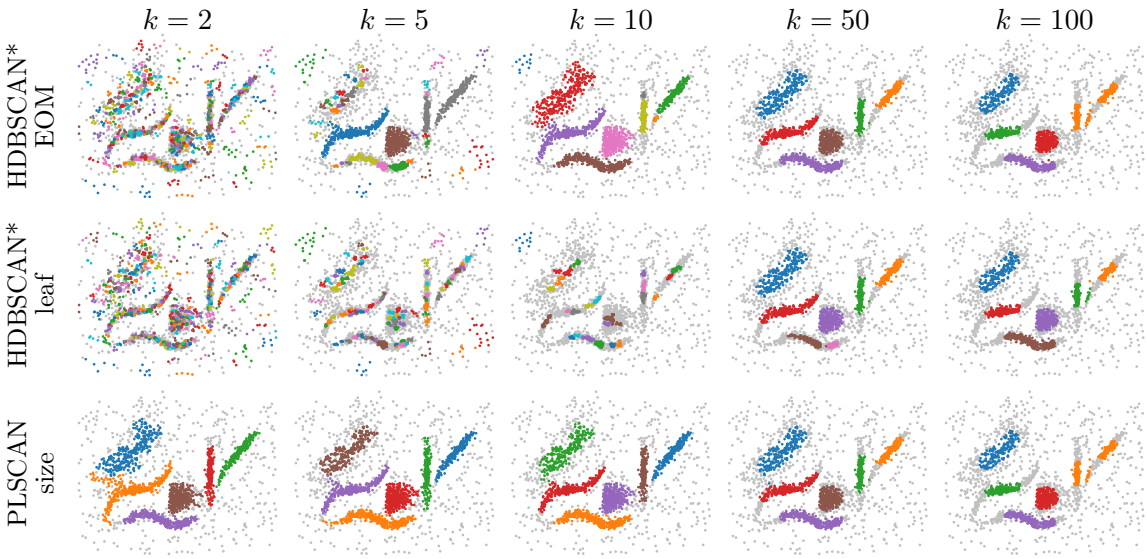 k = 2
k = 5
k = 10
k = 50
k = 100
HDBSCAN*
EOM
HDBSCAN*
leaf
PLSCAN
size